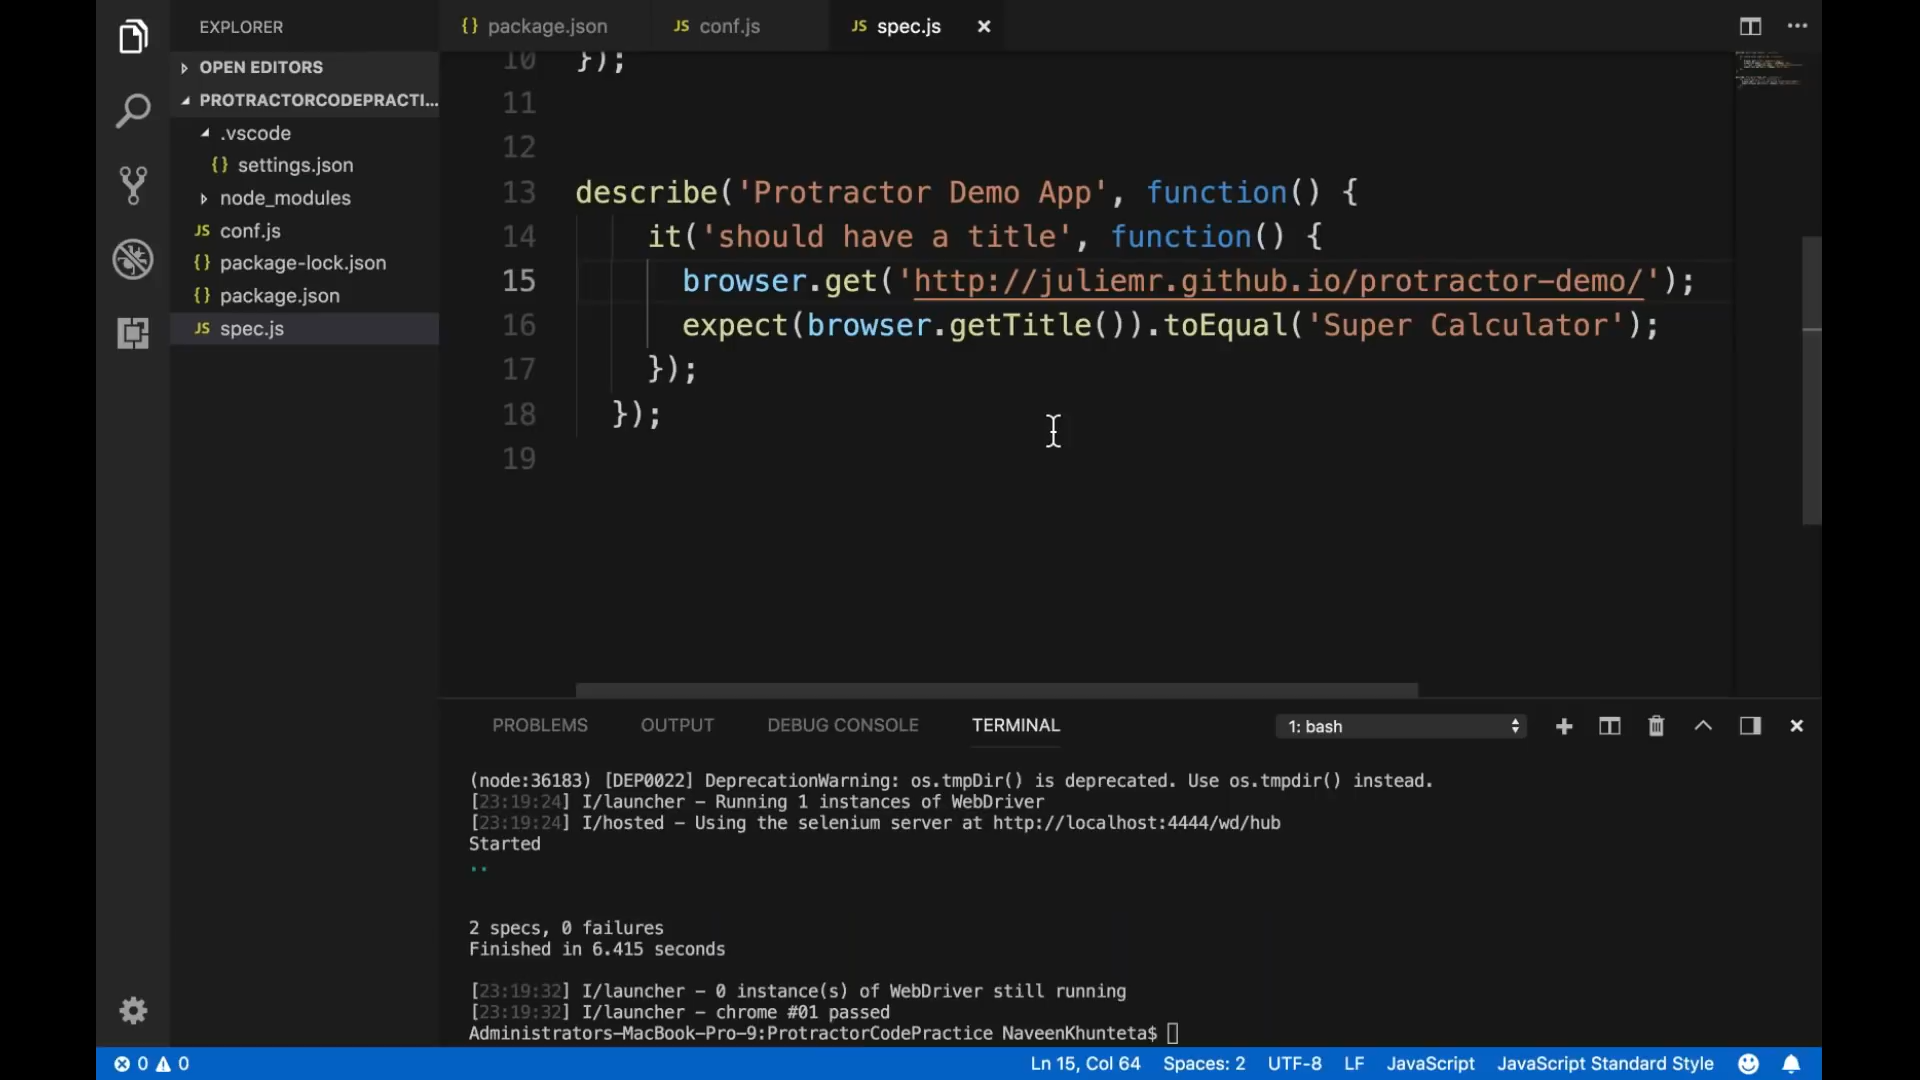 EXPLORER
OPEN EDITORS
PROTRACTORCODEPRACTI...
.vscode
{} settings.json
node_modules
JS conf.js
{} package-lock.json
{} package.json
JS spec.js
{} package.json
JS conf.js
JS spec.js
10 });
11
12
13 describe('Protractor Demo App', function() {
14 it('should have a title', function() {
15 browser.get('http://juliemr.github.io/protractor-demo/');
16 expect(browser.getTitle()).toEqual('Super Calculator');
17 });
18 });
19
PROBLEMS OUTPUT DEBUG CONSOLE TERMINAL 1: bash
(node:36183) [DEP0022] DeprecationWarning: os.tmpDir() is deprecated. Use os.tmpdir() instead.
[23:19:24] I/launcher - Running 1 instances of WebDriver
[23:19:24] I/hosted - Using the selenium server at http://localhost:4444/wd/hub
Started
..
2 specs, 0 failures
Finished in 6.415 seconds
[23:19:32] I/launcher - 0 instance(s) of WebDriver still running
[23:19:32] I/launcher - chrome #01 passed
Administrators-MacBook-Pro-9:ProtractorCodePractice NaveenKhunteta$
0 0 Ln 15, Col 64 Spaces: 2 UTF-8 LF JavaScript JavaScript Standard Style